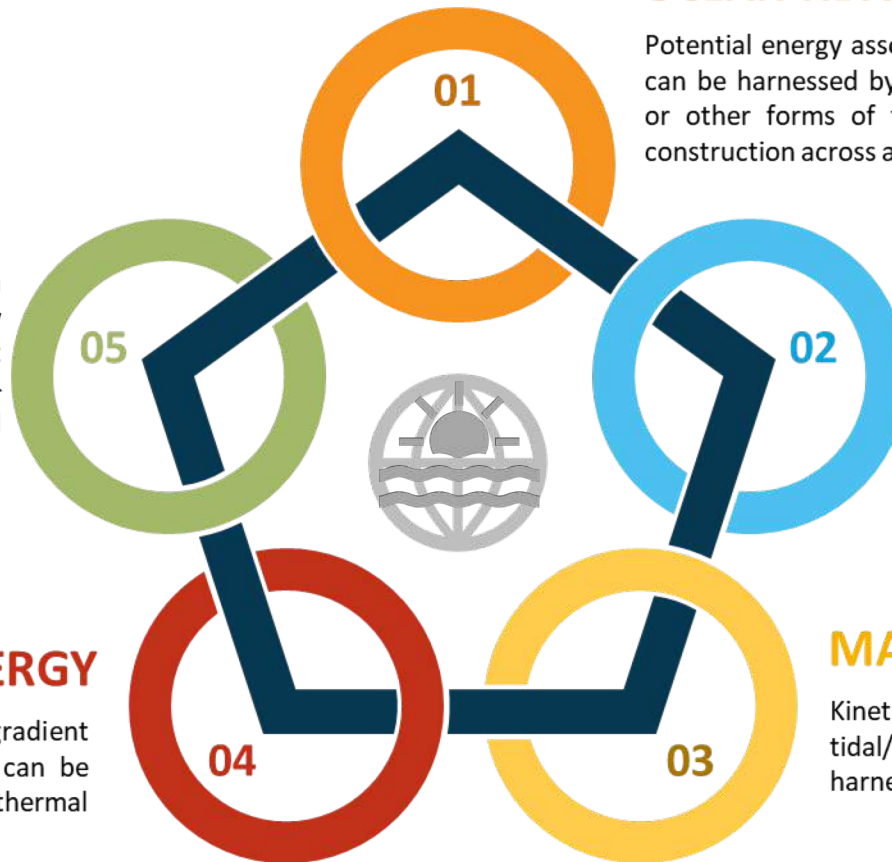 01
Potential energy asse
can be harnessed by
or other forms of
construction across a
05
02
ERGY
gradient
can be
thermal
04
03
MA
Kinet
tidal/
harne